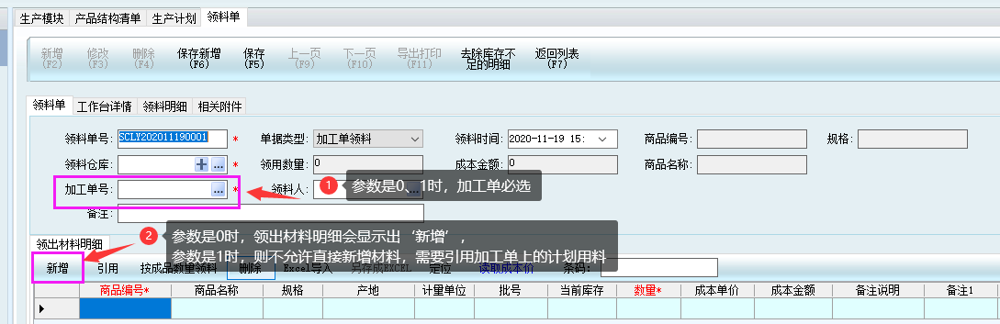 生产模块 产品结构清单 生产计划 领料单
新增 修改 删除 保存新增 保存 上一页 下一页 导出打印 去除库存不 返回列表
(F2) (F3) (F4) (F6) (F5) (F9) (F10) (F11) 足的明细 (F7)
领料单 工作台详情 领料明细 相关附件
领料单号: SCLY202011190001 * 单据类型: 加工单领料 领料时间: 2020-11-19 15: 商品编号: 规格:
领料仓库: ... * 领用数量: 0 成本金额: 0 商品名称:
加工单号: ... * 领料人: 1 参数是0、1时，加工单必选
备注:
2 参数是0时，领出材料明细会显示出‘新增’，
参数是1时，则不允许直接新增材料，需要引用加工单上的计划用料
领出材料明细
新增 引用 按成品数量领料 删除 Excel导入 另存成EXCEL 定位 读取成本价 条码:
商品编号* 商品名称 规格 产地 计量单位 批号 当前库存 数量* 成本单价 成本金额 备注说明 备注1